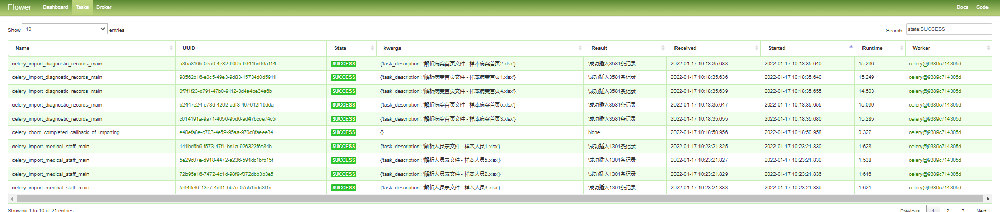 Flower Dashboard Tasks Broker Docs Code
Show 10 entries Search: state:SUCCESS
Name UUID State kwargs Result Received Started Runtime Worker
celery_import_diagnostic_records_main a3ba816b-0ea0-4e82-900b-9941bc09a114 SUCCESS {'task_description': '解析病案首页文件 - 样本病案首页2.xlsx'} '成功插入3581条记录' 2022-01-17 10:18:35.633 2022-01-17 10:18:35.640 15.296 celery@9389c714305d
celery_import_diagnostic_records_main 98562b16-e0c5-49e3-9d83-15734d0d5911 SUCCESS {'task_description': '解析病案首页文件 - 样本病案首页1.xlsx'} '成功插入3581条记录' 2022-01-17 10:18:35.636 2022-01-17 10:18:35.640 15.249 celery@9389c714305d
celery_import_diagnostic_records_main 0f7f1f23-d791-47b0-9112-3d4a4be34a6b SUCCESS {'task_description': '解析病案首页文件 - 样本病案首页4.xlsx'} '成功插入3581条记录' 2022-01-17 10:18:35.639 2022-01-17 10:18:35.655 14.503 celery@9389c714305d
celery_import_diagnostic_records_main b2447e24-e73d-4202-adf3-467612f19dda SUCCESS {'task_description': '解析病案首页文件 - 样本病案首页5.xlsx'} '成功插入3581条记录' 2022-01-17 10:18:35.647 2022-01-17 10:18:35.655 15.099 celery@9389c714305d
celery_import_diagnostic_records_main c014191a-9a71-4056-95d6-ad47bcce74c5 SUCCESS {'task_description': '解析病案首页文件 - 样本病案首页3.xlsx'} '成功插入3581条记录' 2022-01-17 10:18:35.655 2022-01-17 10:18:35.680 15.285 celery@9389c714305d
celery_chord_completed_callback_of_importing e40efa8e-c703-4e59-95aa-970c0faeee34 SUCCESS {} None 2022-01-17 10:18:50.956 2022-01-17 10:18:50.958 0.322 celery@9389c714305d
celery_import_medical_staff_main 141bd6b9-f573-47f1-bc1a-926323f6c84b SUCCESS {'task_description': '解析人员表文件 - 样本人员1.xlsx'} '成功插入1301条记录' 2022-01-17 10:23:21.825 2022-01-17 10:23:21.830 1.628 celery@9389c714305d
celery_import_medical_staff_main 5e29c07e-d918-4472-a236-591dc1bfb15f SUCCESS {'task_description': '解析人员表文件 - 样本人员5.xlsx'} '成功插入1301条记录' 2022-01-17 10:23:21.827 2022-01-17 10:23:21.830 1.538 celery@9389c714305d
celery_import_medical_staff_main 72b95a16-7472-4c1d-98f9-f072dbb3b3e5 SUCCESS {'task_description': '解析人员表文件 - 样本人员2.xlsx'} '成功插入1301条记录' 2022-01-17 10:23:21.829 2022-01-17 10:23:21.836 1.616 celery@9389c714305d
celery_import_medical_staff_main 5f949ef6-13e7-4d91-b67c-07c51bdc8f1c SUCCESS {'task_description': '解析人员表文件 - 样本人员3.xlsx'} '成功插入1301条记录' 2022-01-17 10:23:21.833 2022-01-17 10:23:21.836 1.621 celery@9389c714305d
Showing 1 to 10 of 21 entries Previous 1 2 3 Next